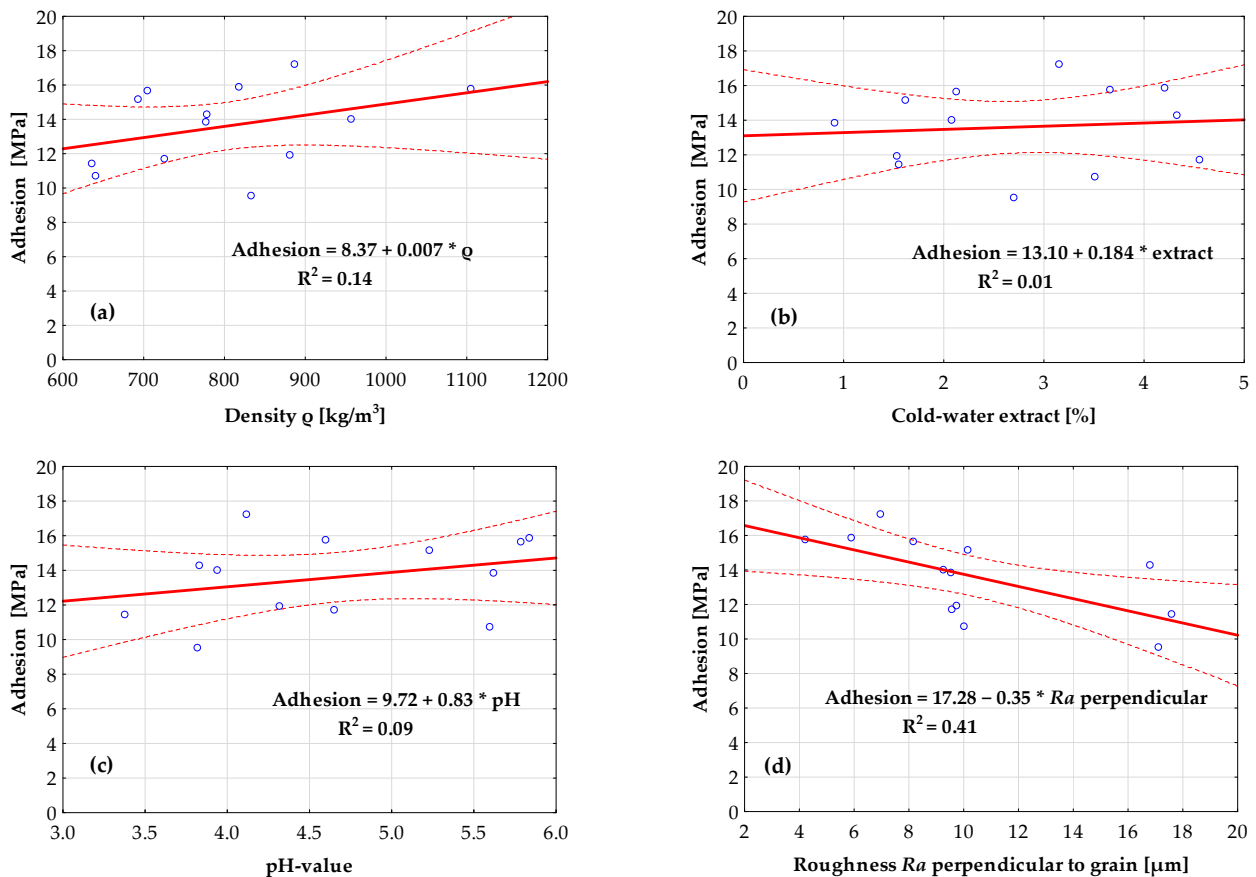 20
18
16
14
12
10
8
6
4
2
0
Adhesion [MPa]
Adhesion = 8.37 + 0.007 * ϱ
R² = 0.14
(a)
600 700 800 900 1000 1100 1200
Density ϱ [kg/m³]
20
18
16
14
12
10
8
6
4
2
0
Adhesion [MPa]
Adhesion = 13.10 + 0.184 * extract
R² = 0.01
(b)
0 1 2 3 4 5
Cold-water extract [%]
20
18
16
14
12
10
8
6
4
2
0
Adhesion [MPa]
Adhesion = 9.72 + 0.83 * pH
R² = 0.09
(c)
3.0 3.5 4.0 4.5 5.0 5.5 6.0
pH-value
20
18
16
14
12
10
8
6
4
2
0
Adhesion [MPa]
Adhesion = 17.28 – 0.35 * Ra perpendicular
R² = 0.41
(d)
2 4 6 8 10 12 14 16 18 20
Roughness Ra perpendicular to grain [µm]